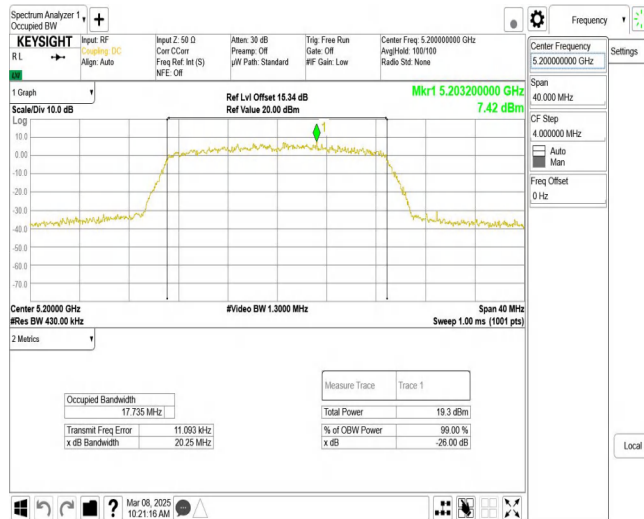 Spectrum Analyzer 1
Occupied BW
+
Frequency
KEYSIGHT
Input: RF
Input Z: 50 Ω
Atten: 30 dB
Trig: Free Run
Center Freq: 5.200000000 GHz
R L
Coupling: DC
Corr CCorr
Preamp: Off
Gate: Off
Avg|Hold: 100/100
Align: Auto
Freq Ref: Int (S)
µW Path: Standard
#IF Gain: Low
Radio Std: None
NFE: Off
1 Graph
Scale/Div 10.0 dB
Ref Lvl Offset 15.34 dB
Ref Value 20.00 dBm
Mkr1 5.203200000 GHz
7.42 dBm
Log
10.0
0.00
-10.0
-20.0
-30.0
-40.0
-50.0
-60.0
-70.0
1
Center 5.20000 GHz
#Video BW 1.3000 MHz
Span 40 MHz
#Res BW 430.00 kHz
Sweep 1.00 ms (1001 pts)
2 Metrics
Occupied Bandwidth
17.735 MHz
Transmit Freq Error 11.093 kHz
x dB Bandwidth 20.25 MHz
Measure Trace Trace 1
Total Power 19.3 dBm
% of OBW Power 99.00 %
x dB -26.00 dB
Center Frequency
5.200000000 GHz
Settings
Span
40.000 MHz
CF Step
4.000000 MHz
Auto
Man
Freq Offset
0 Hz
Local
?
Mar 08, 2025
10:21:16 AM